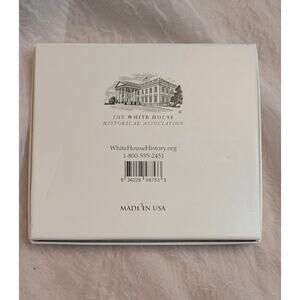 THE WHITE HOUSE
HISTORICAL ASSOCIATION
WhiteHouseHistory.org
1-800-555-2451
MADE IN USA